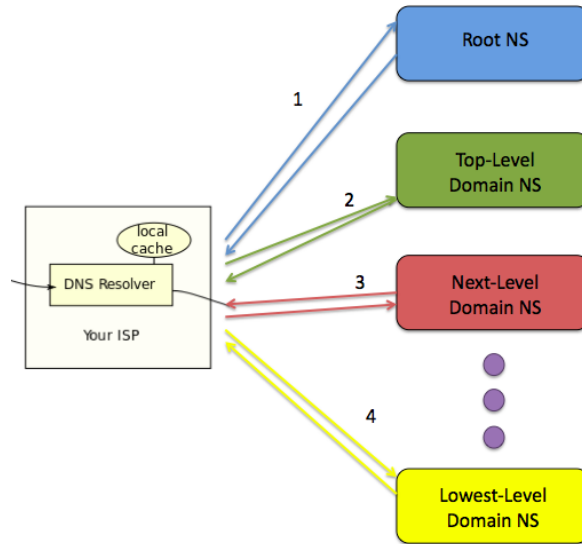 Root NS
1
Top-Level
Domain NS
2
local
cache
DNS Resolver
3
Next-Level
Domain NS
Your ISP
4
Lowest-Level
Domain NS